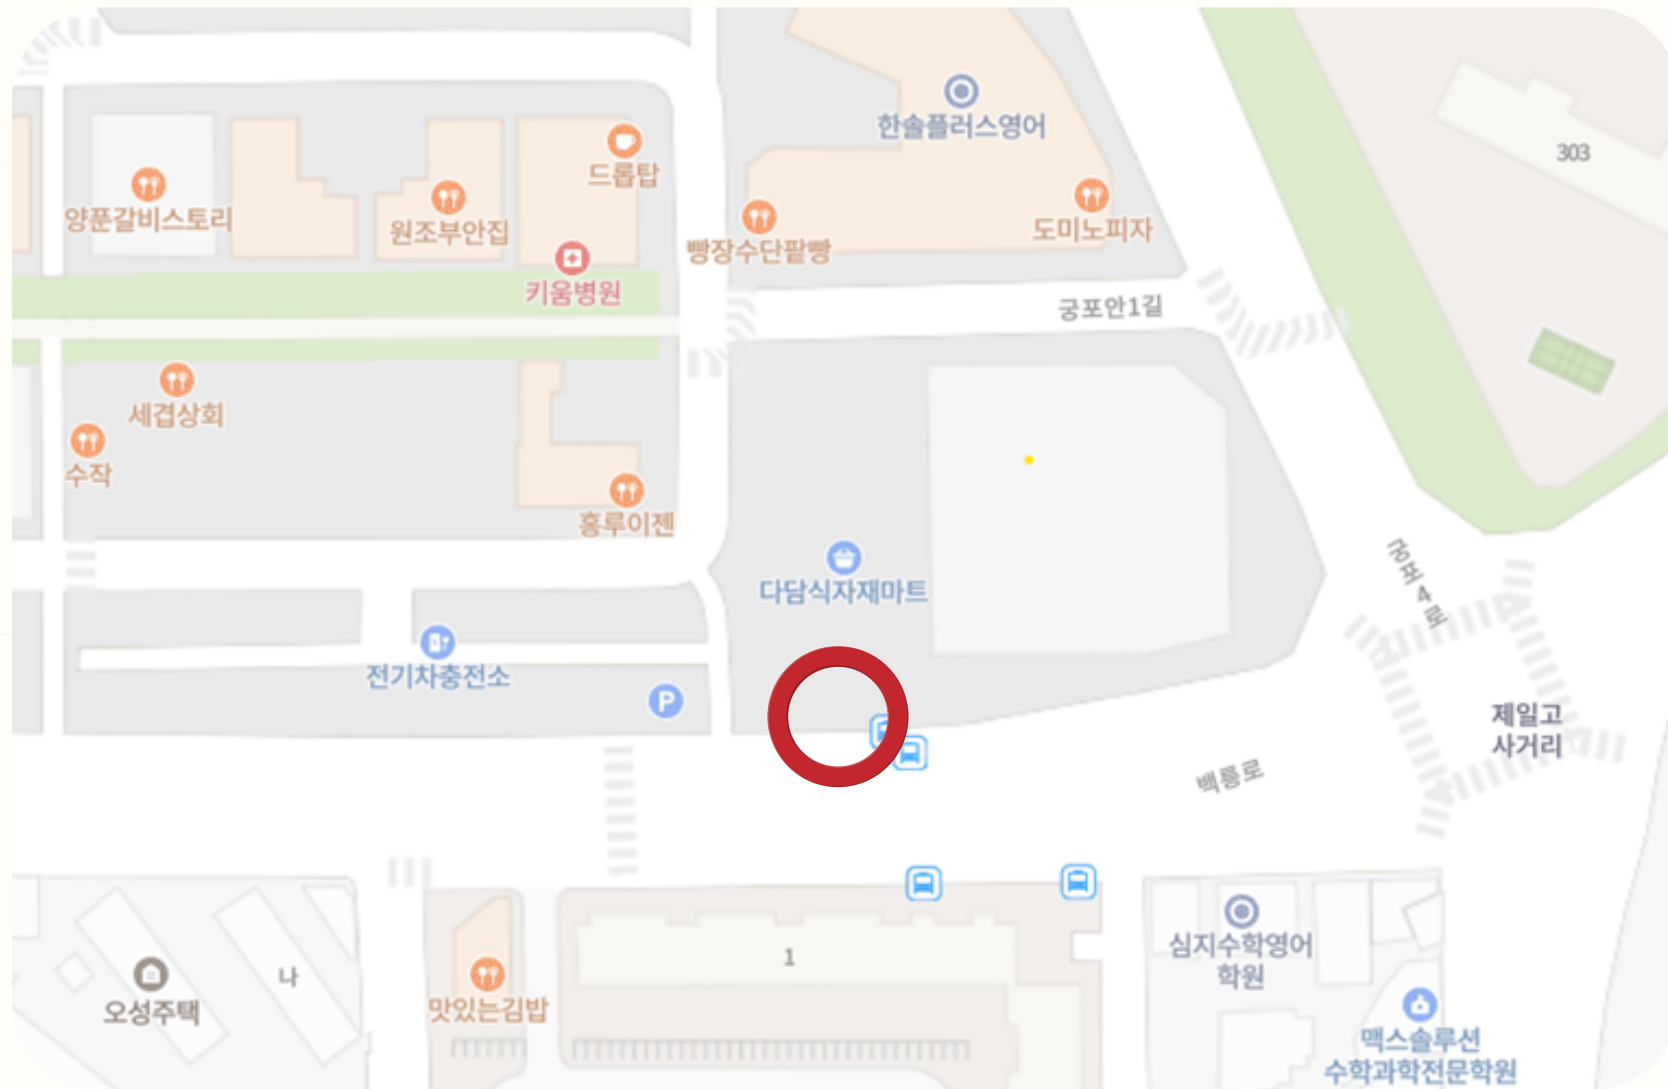 한솔플러스영어
303
드롭탑
양푼갈비스토리
원조부안집
도미노피자
빵장수단팥빵
키움병원
궁포안1길
세겹상회
수작
홍루이젠
다담식자재마트
궁포4로
전기차충전소
P
제일고
사거리
백릉로
심지수학영어
학원
1
나
오성주택
맛있는김밥
맥스솔루션
수학과학전문학원